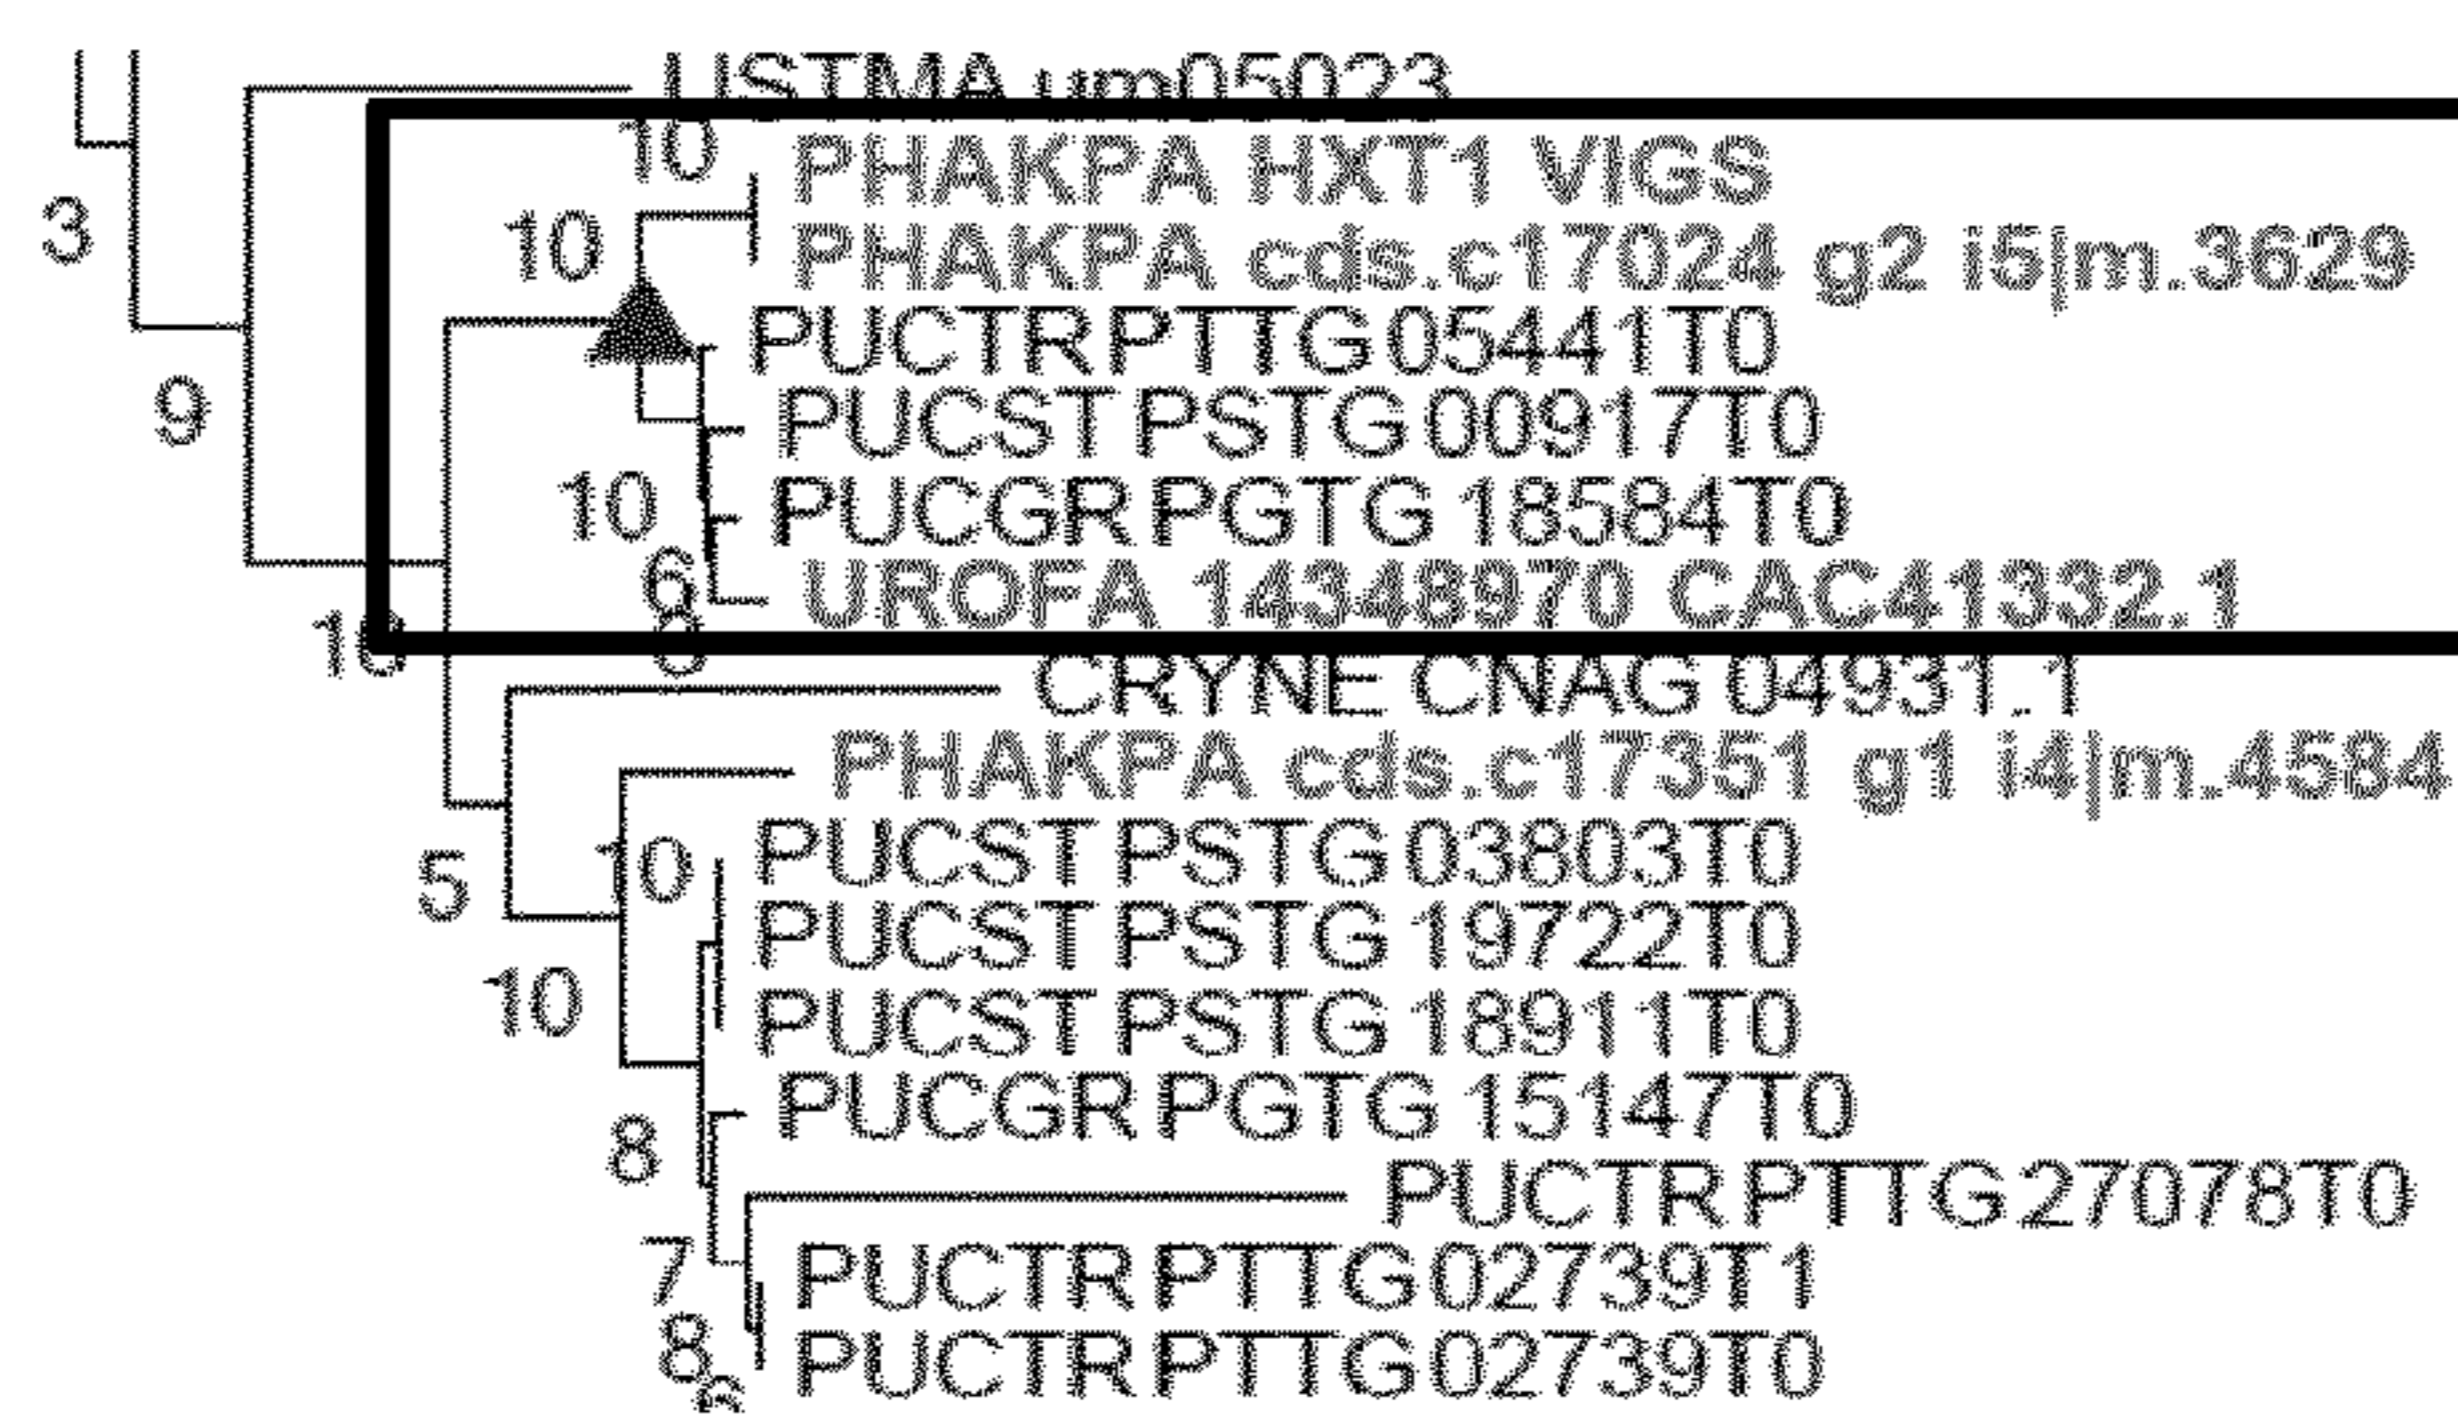 USTMA um05023
10
PHAKPA HXT1 VIGS
3
10
PHAKPA cds.c17024 g2 i5|m.3629
PUCTR PTTG 05441T0
9
PUCST PSTG 00917T0
10
PUCGR PGTG 18584T0
6
UROFA 14348970 CAC41332.1
10
CRYNE CNAG 04931.1
PHAKPA cds.c17351 g1 i4|m.4584
5
10
PUCST PSTG 03803T0
PUCST PSTG 19722T0
10
PUCST PSTG 18911T0
PUCGR PGTG 15147T0
8
PUCTR PTTG 27078T0
7
PUCTR PTTG 02739T1
8
PUCTR PTTG 02739T0